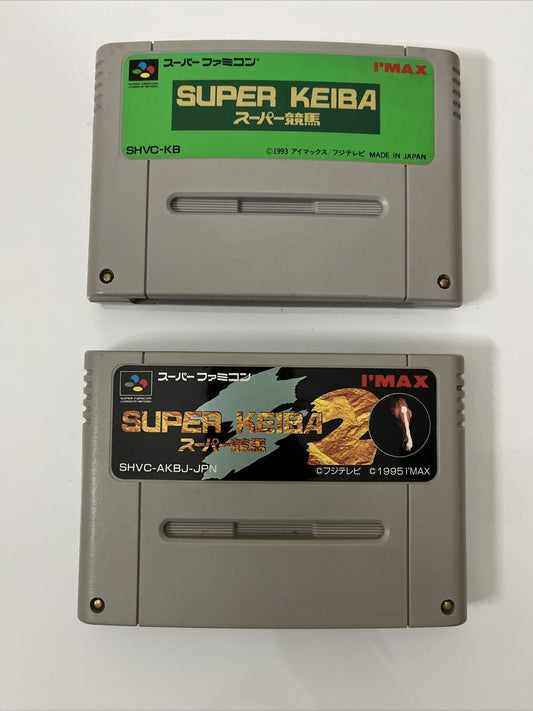 スーパーファミコン
I'MAX
SUPER KEIBA
スーパー競馬
SHVC-KB
©1993 アイマックス/フジテレビ MADE IN JAPAN
スーパーファミコン
I'MAX
SUPER KEIBA 2
スーパー競馬
SHVC-AKBJ-JPN
©フジテレビ ©1995 I'MAX